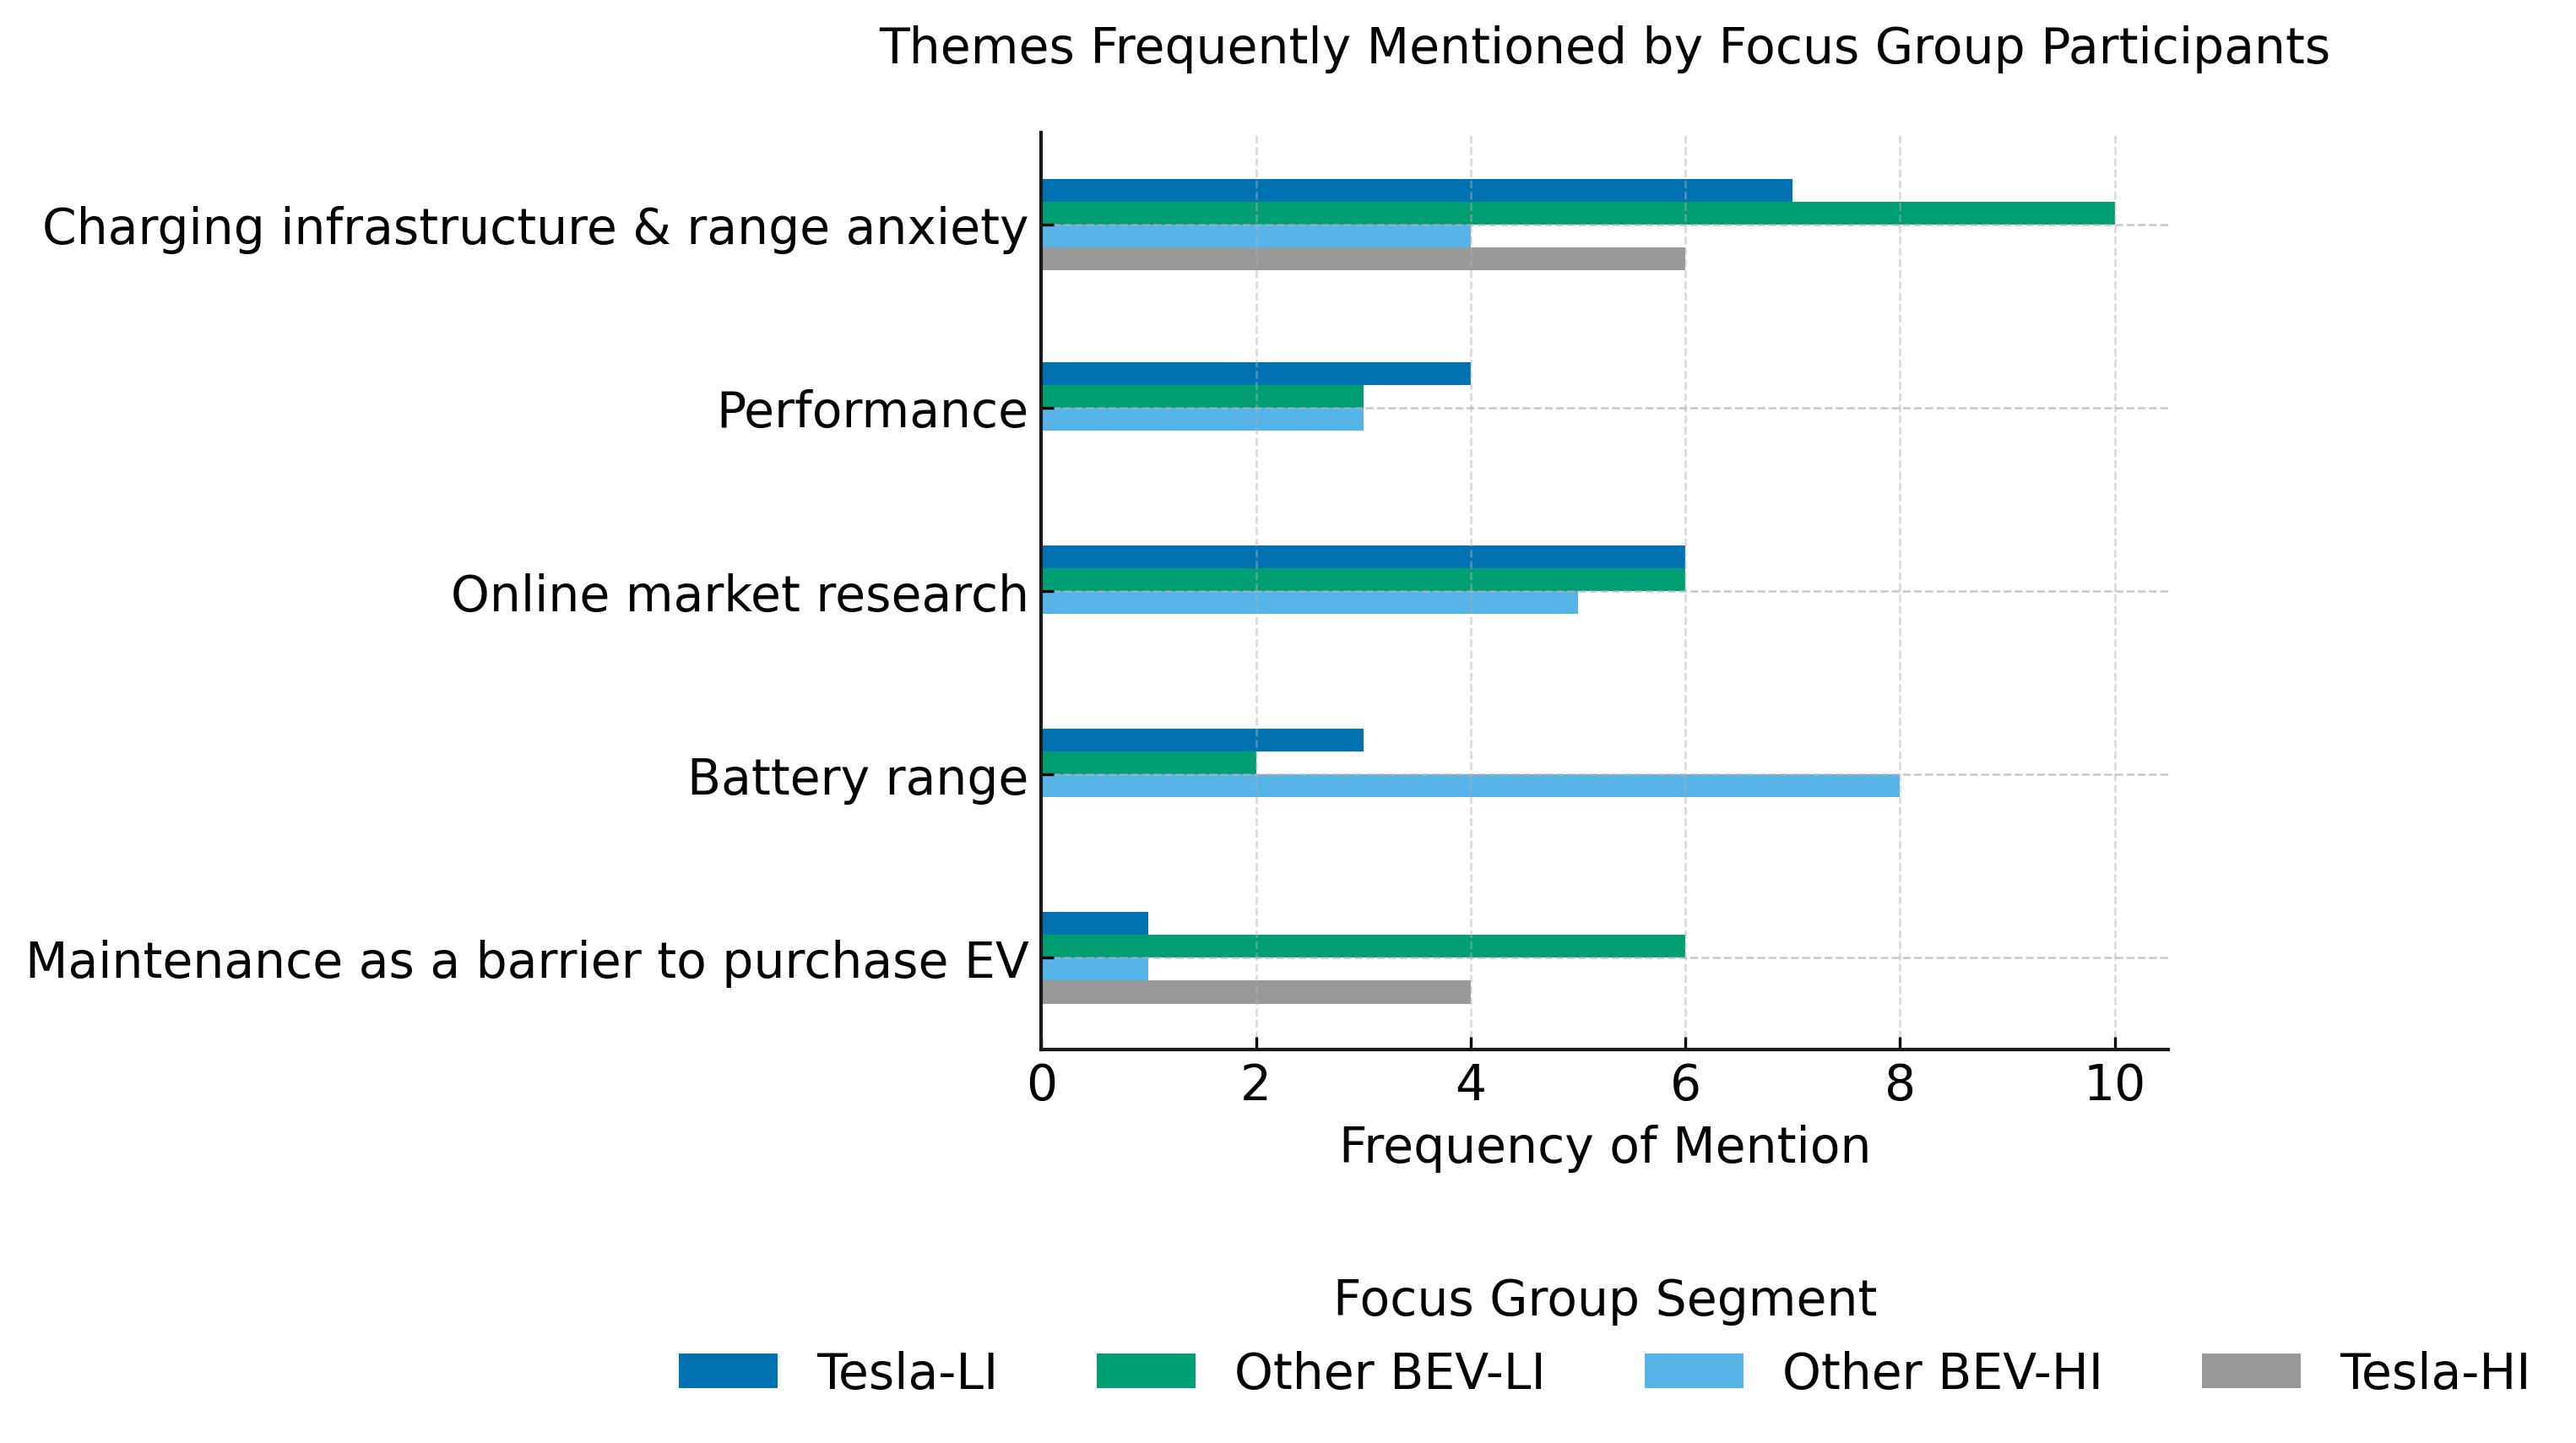 Themes Frequently Mentioned by Focus Group Participants
Charging infrastructure & range anxiety
Performance
Online market research
Battery range
Maintenance as a barrier to purchase EV
0 2 4 6 8 10
Frequency of Mention
Focus Group Segment
Tesla-LI Other BEV-LI Other BEV-HI Tesla-HI